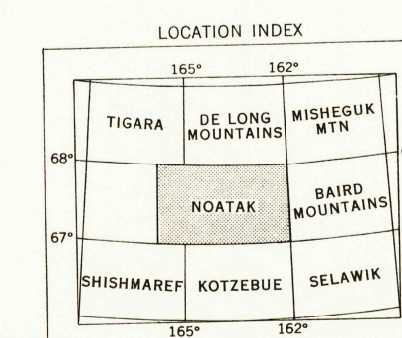 LOCATION INDEX
165° 162°
TIGARA DE LONG MOUNTAINS MISHEGUK MTN
68°
NOATAK BAIRD MOUNTAINS
67°
SHISHMAREF KOTZEBUE SELAWIK
165° 162°